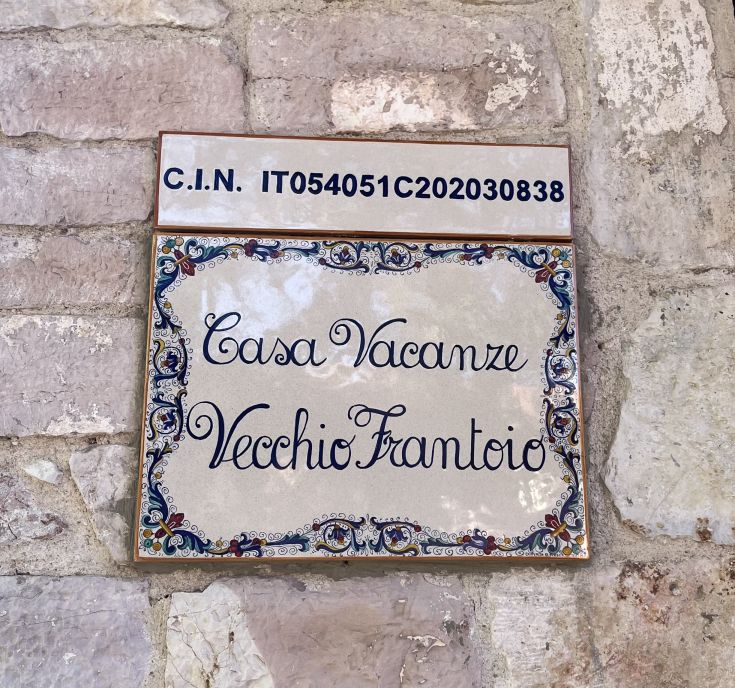 C.I.N. IT054051C202030838
Casa Vacanze
Vecchio Frantoio